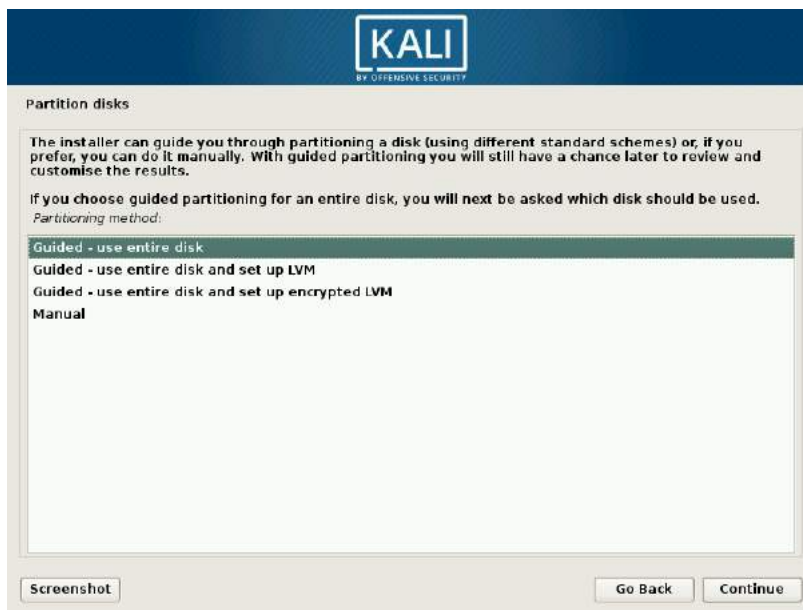 KALI
BY OFFENSIVE SECURITY
Partition disks
The installer can guide you through partitioning a disk (using different standard schemes) or, if you
prefer, you can do it manually. With guided partitioning you will still have a chance later to review and
customise the results.
If you choose guided partitioning for an entire disk, you will next be asked which disk should be used.
Partitioning method:
Guided - use entire disk
Guided - use entire disk and set up LVM
Guided - use entire disk and set up encrypted LVM
Manual
Screenshot Go Back Continue